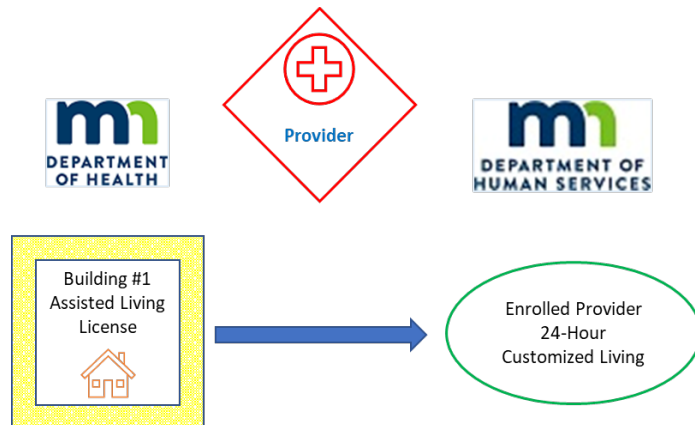 mn
DEPARTMENT
OF HEALTH
Provider
mn
DEPARTMENT OF
HUMAN SERVICES
Building #1
Assisted Living
License
Enrolled Provider
24-Hour
Customized Living